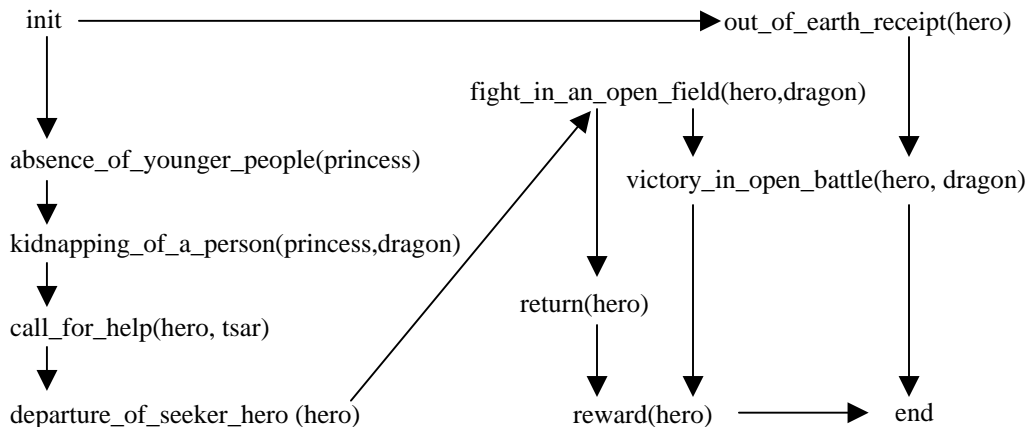 init
out_of_earth_receipt(hero)
fight_in_an_open_field(hero,dragon)
absence_of_younger_people(princess)
victory_in_open_battle(hero, dragon)
kidnapping_of_a_person(princess,dragon)
return(hero)
call_for_help(hero, tsar)
departure_of_seeker_hero (hero)
reward(hero)
end